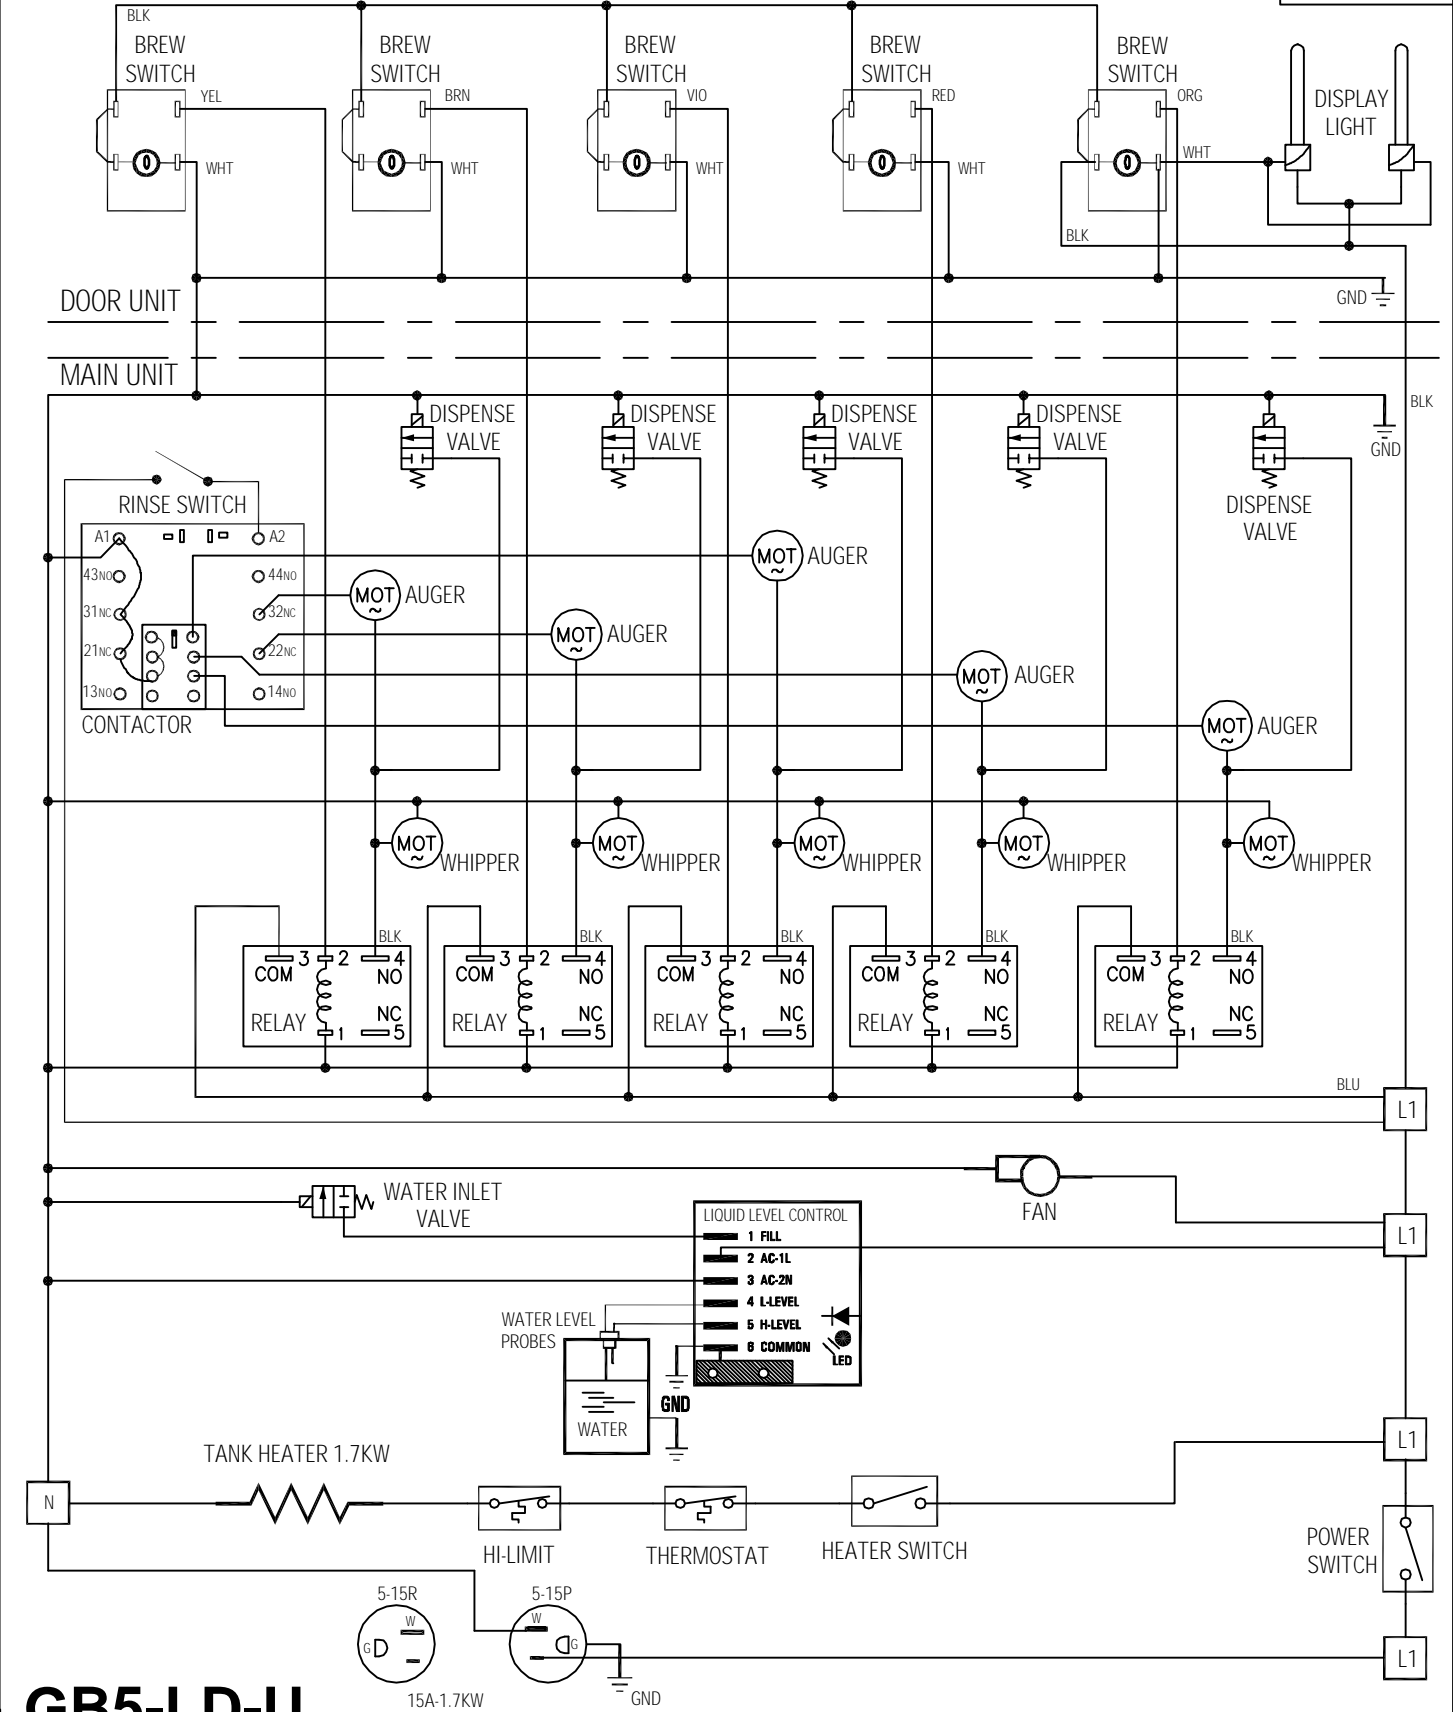 BLK
BREW SWITCH
BREW SWITCH
BREW SWITCH
BREW SWITCH
BREW SWITCH
YEL
BRN
VIO
RED
ORG
DISPLAY LIGHT
WHT
WHT
WHT
WHT
WHT
BLK
GND
DOOR UNIT
MAIN UNIT
BLK
GND
DISPENSE VALVE
DISPENSE VALVE
DISPENSE VALVE
DISPENSE VALVE
DISPENSE VALVE
RINSE SWITCH
A1
A2
43NO
44NO
31NC
32NC
21NC
22NC
13NO
14NO
CONTACTOR
MOT
~
AUGER
MOT
~
AUGER
MOT
~
AUGER
MOT
~
AUGER
MOT
~
AUGER
MOT
~
WHIPPER
MOT
~
WHIPPER
MOT
~
WHIPPER
MOT
~
WHIPPER
MOT
~
WHIPPER
BLK
BLK
BLK
BLK
BLK
3 2 4
COM NO
RELAY NC
1 5
3 2 4
COM NO
RELAY NC
1 5
3 2 4
COM NO
RELAY NC
1 5
3 2 4
COM NO
RELAY NC
1 5
3 2 4
COM NO
RELAY NC
1 5
BLU
L1
FAN
L1
WATER INLET
VALVE
LIQUID LEVEL CONTROL
1 FILL
2 AC-1L
3 AC-2N
4 L-LEVEL
5 H-LEVEL
6 COMMON
LED
WATER LEVEL
PROBES
GND
WATER
L1
TANK HEATER 1.7KW
N
HI-LIMIT
THERMOSTAT
HEATER SWITCH
POWER
SWITCH
5-15R
W
G
5-15P
W
G
L1
15A-1.7KW
GND
GB5-LD-U